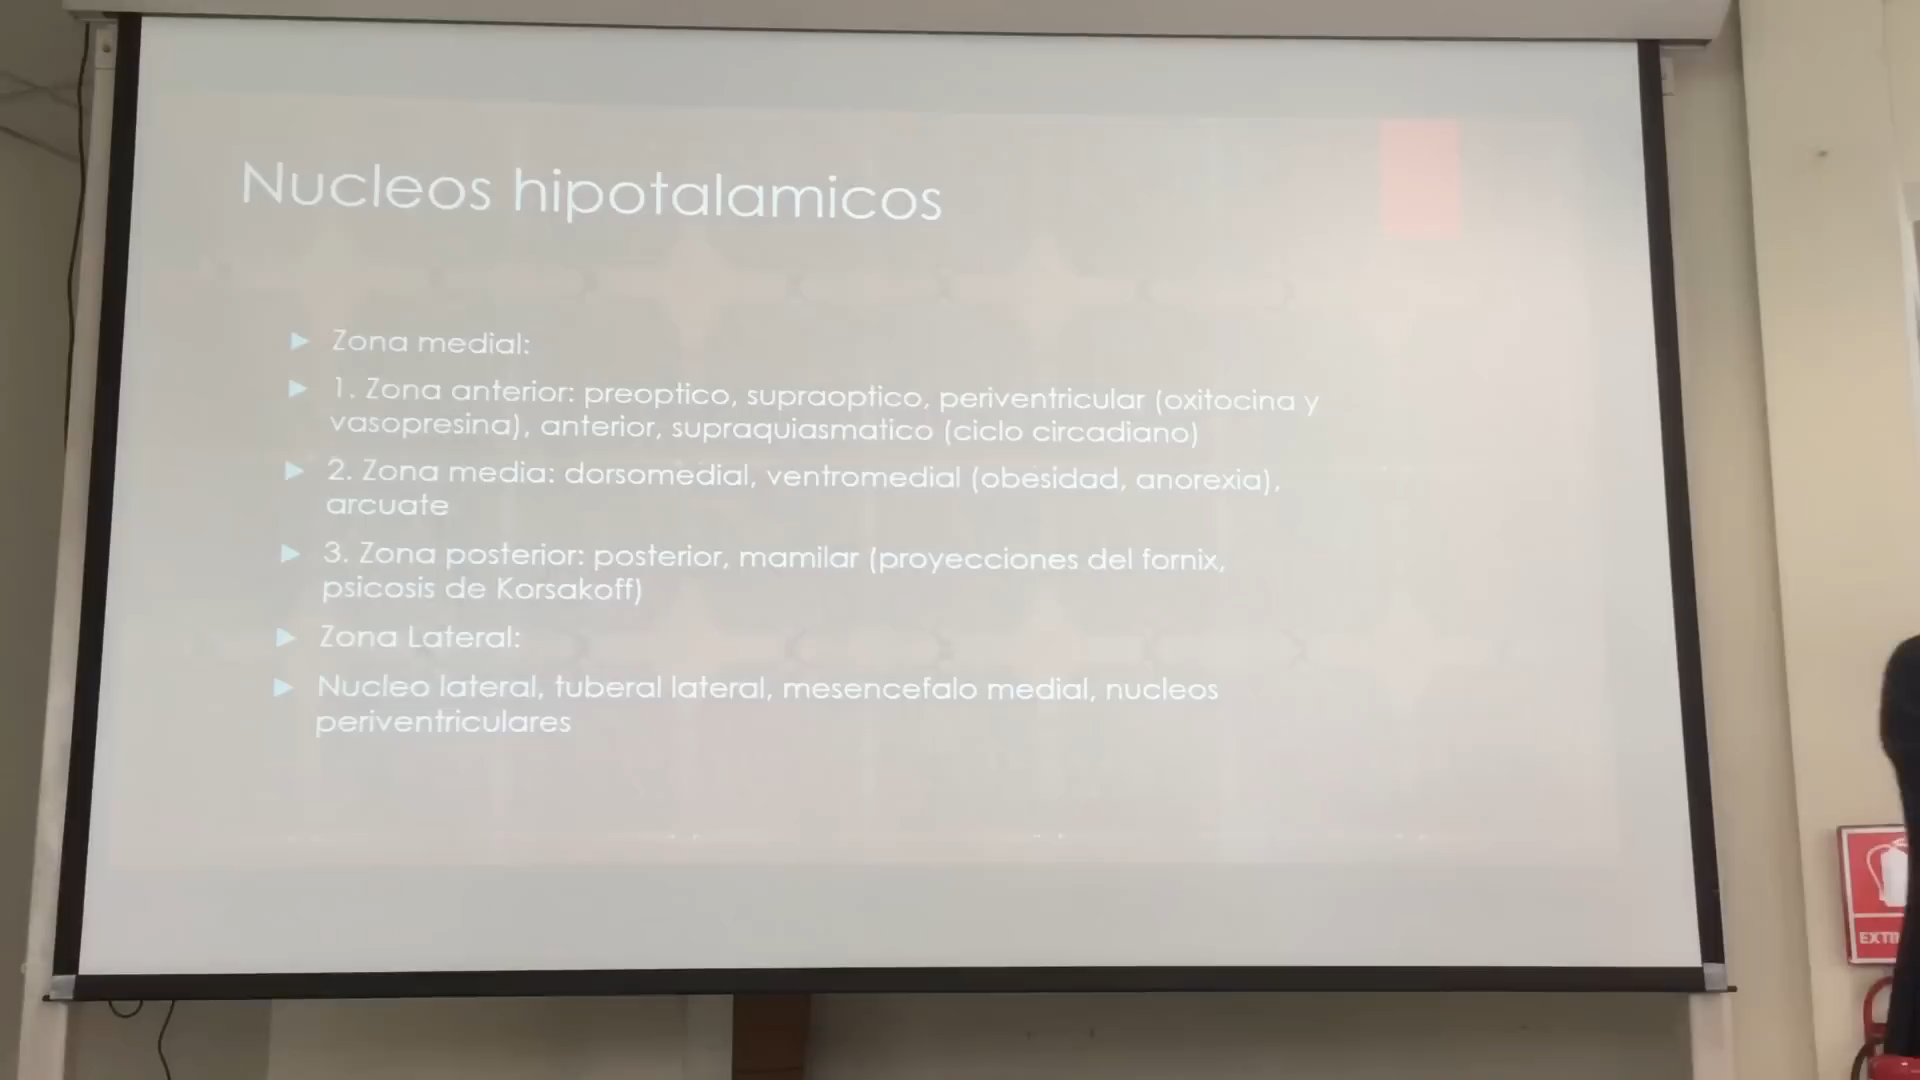 Nucleos hipotalamicos
Zona medial:
1. Zona anterior: preoptico, supraoptico, periventricular (oxitocina y
vasopresina), anterior, supraquiasmatico (ciclo circadiano)
2. Zona media: dorsomedial, ventromedial (obesidad, anorexia),
arcuate
3. Zona posterior: posterior, mamilar (proyecciones del fornix,
psicosis de Korsakoff)
Zona Lateral:
Nucleo lateral, tuberal lateral, mesencefalo medial, nucleos
periventriculares